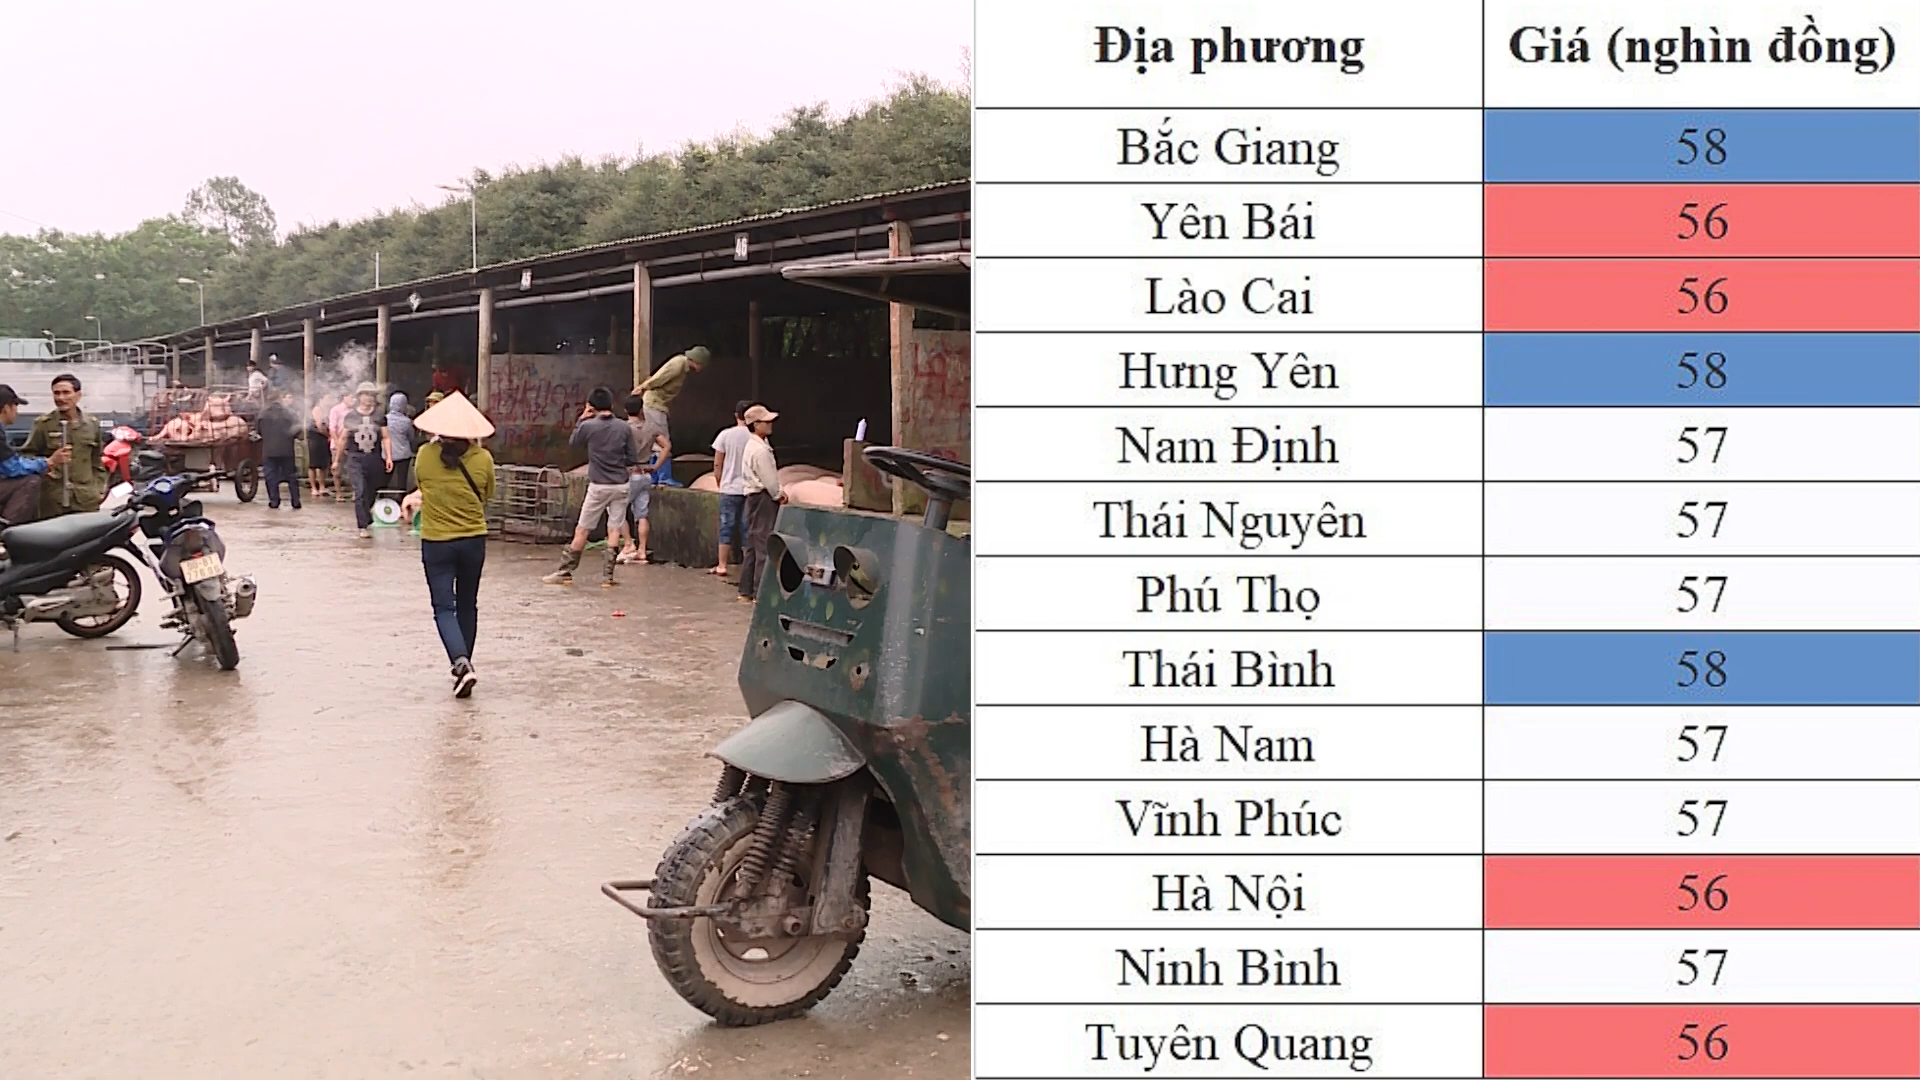 Địa phương Giá (nghìn đồng)
Bắc Giang 58
Yên Bái 56
Lào Cai 56
Hưng Yên 58
Nam Định 57
Thái Nguyên 57
Phú Thọ 57
Thái Bình 58
Hà Nam 57
Vĩnh Phúc 57
Hà Nội 56
Ninh Bình 57
Tuyên Quang 56
45
46